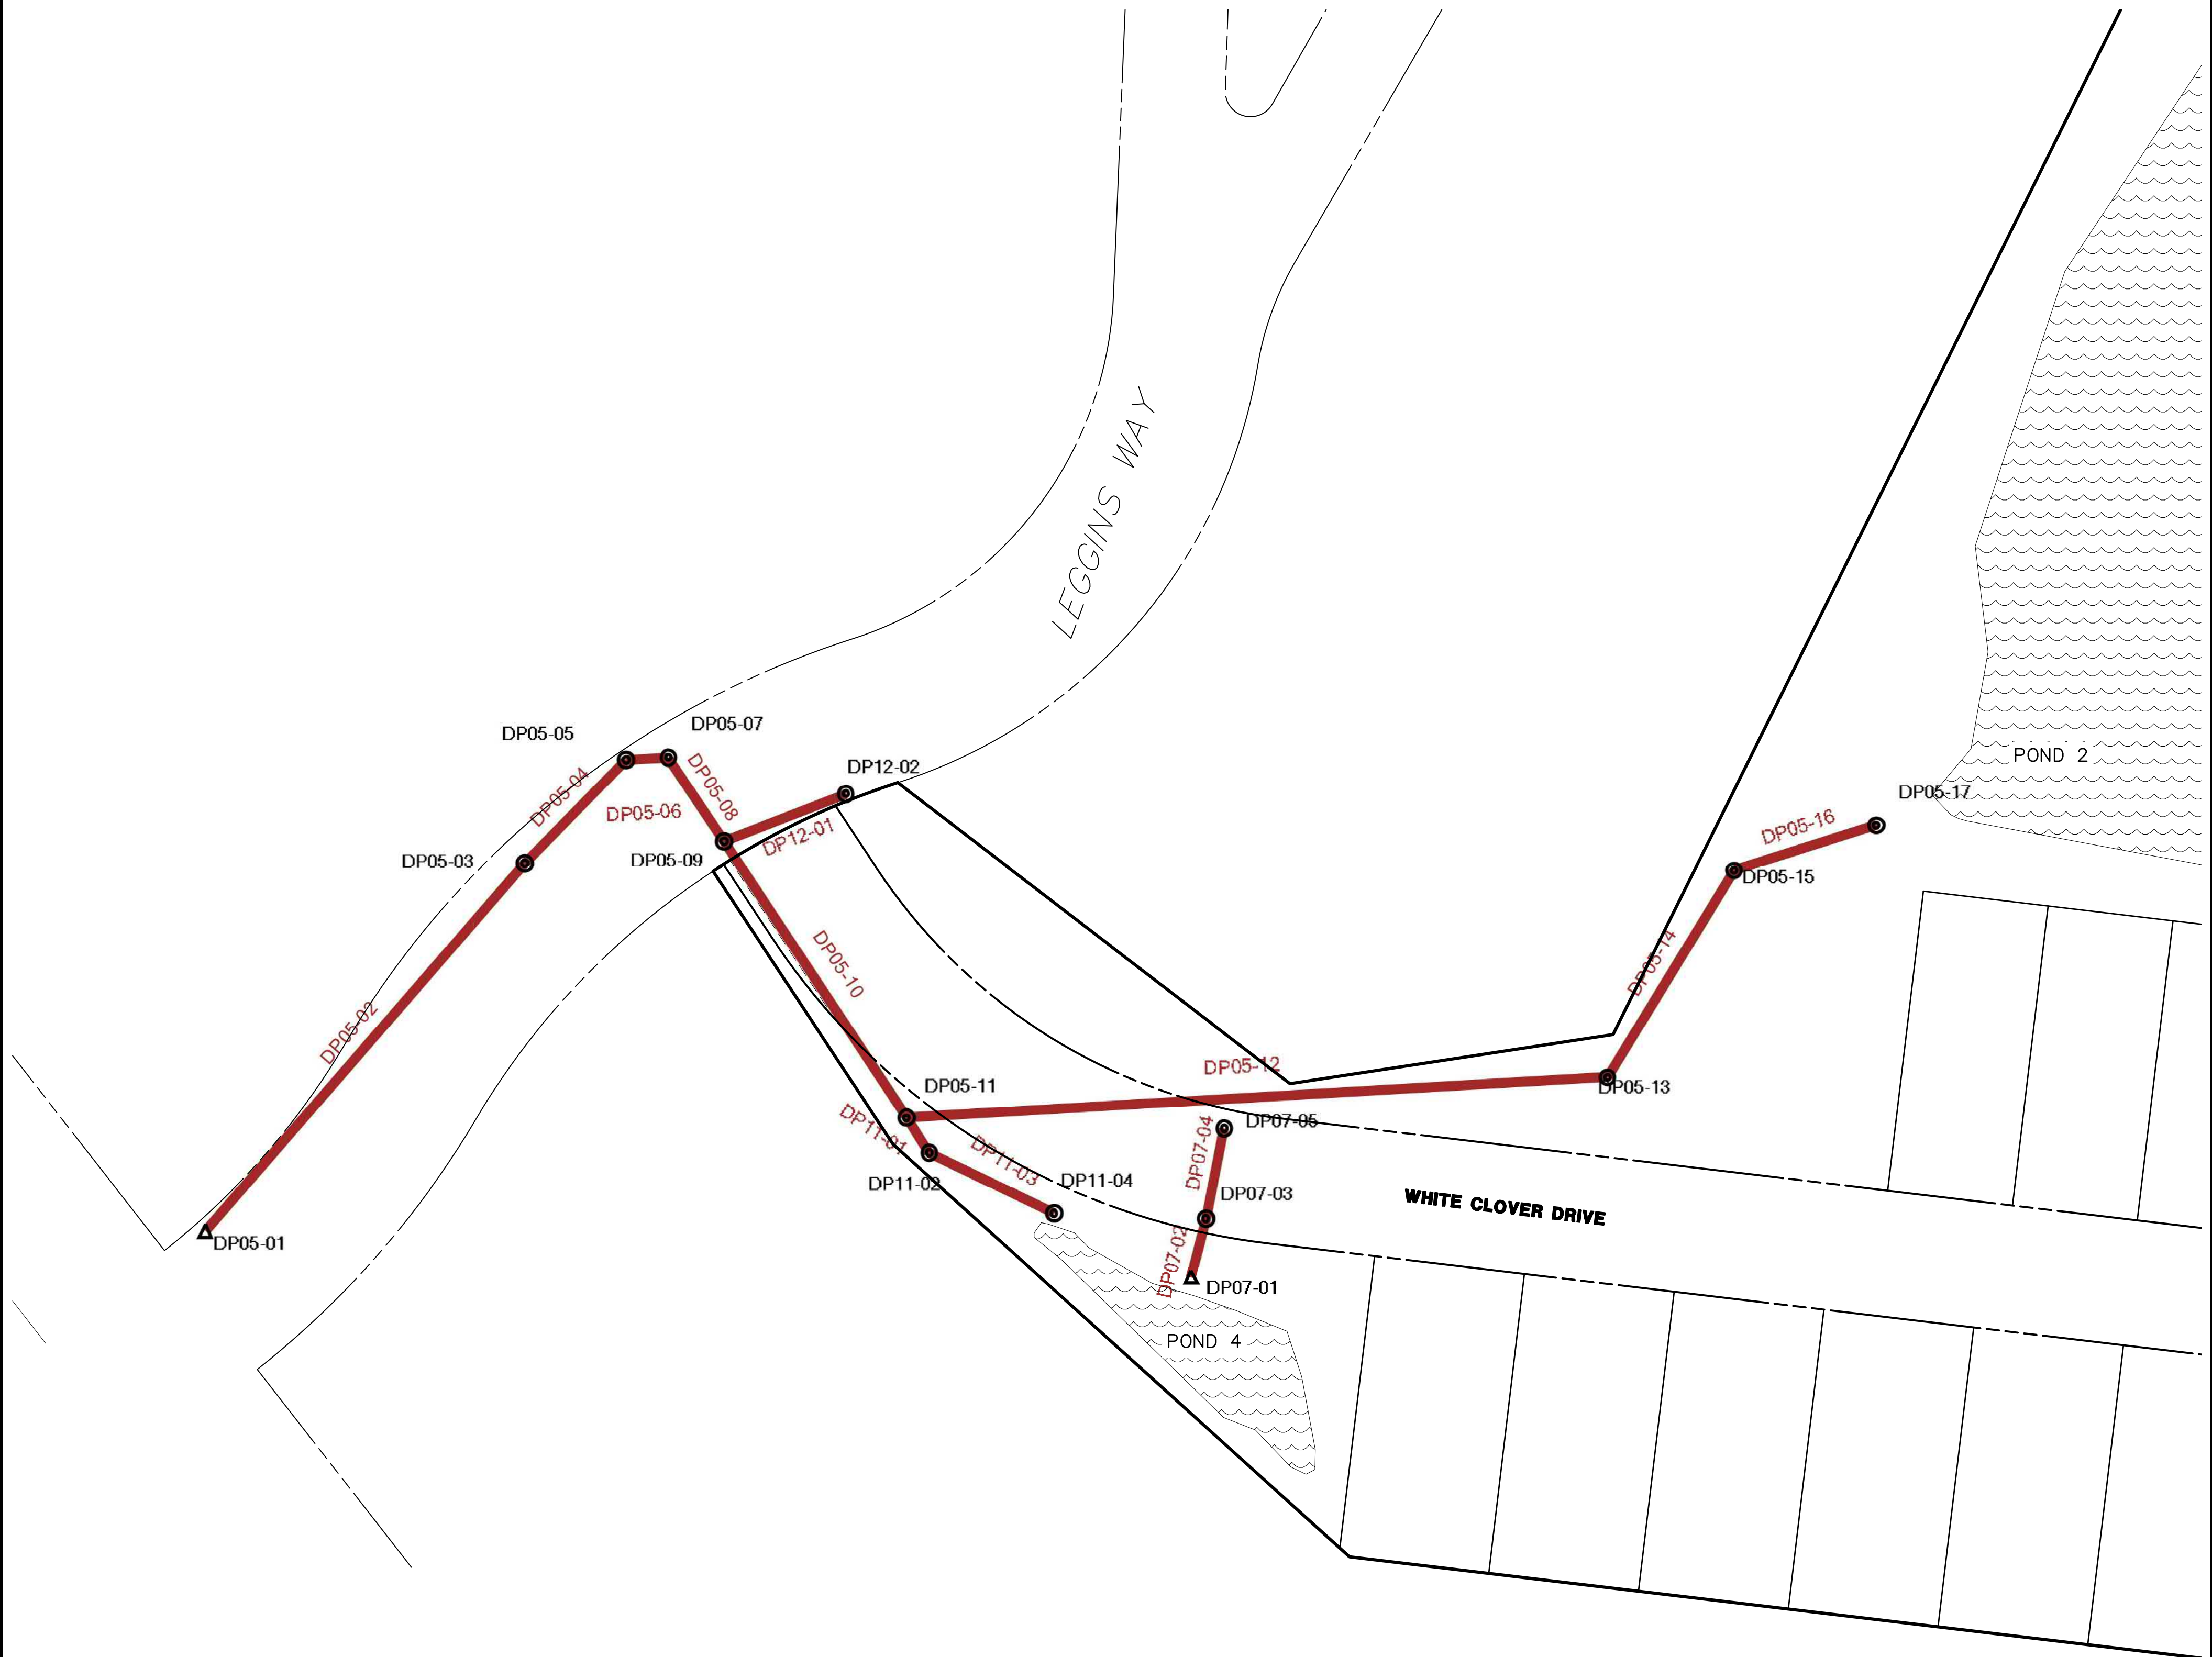 LEGGINS WAY
DP05-05
DP05-07
DP05-04
DP05-08
DP05-06
DP12-02
DP12-01
DP05-03
DP05-09
DP05-02
DP05-10
DP05-01
POND 2
DP05-17
DP05-16
DP05-15
DP05-14
DP05-12
DP05-13
DP05-11
DP11-01
DP11-03
DP11-02
DP11-04
DP07-05
DP07-04
DP07-03
DP07-02
DP07-01
WHITE CLOVER DRIVE
POND 4